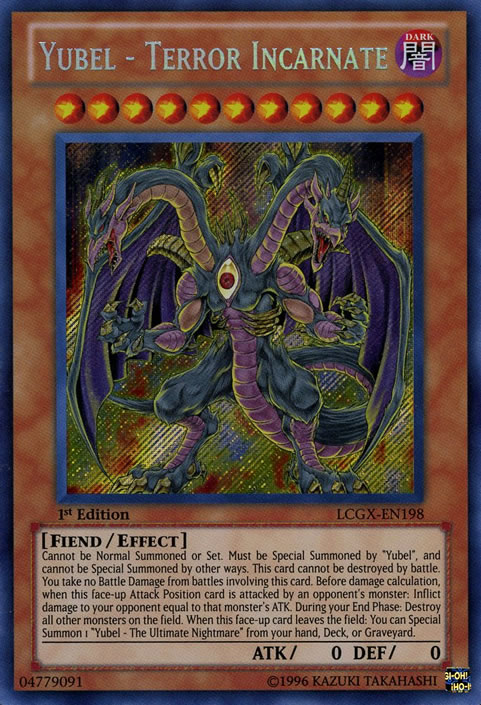 YUBEL - TERROR INCARNATE
DARK
闇
1st Edition
LCGX-EN198
[FIEND / EFFECT]
Cannot be Normal Summoned or Set. Must be Special Summoned by "Yubel", and
cannot be Special Summoned by other ways. This card cannot be destroyed by battle.
You take no Battle Damage from battles involving this card. Before damage calculation,
when this face-up Attack Position card is attacked by an opponent's monster: Inflict
damage to your opponent equal to that monster's ATK. During your End Phase: Destroy
all other monsters on the field. When this face-up card leaves the field: You can Special
Summon 1 "Yubel - The Ultimate Nightmare" from your hand, Deck, or Graveyard.
ATK/ 0 DEF/ 0
04779091
©1996 KAZUKI TAKAHASHI